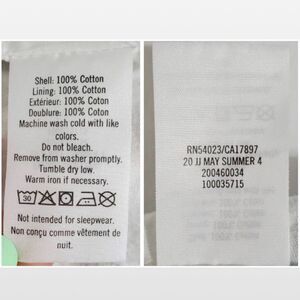 Shell: 100% Cotton
Lining: 100% Cotton
Extérieur: 100% Coton
Doublure: 100% Coton
Machine wash cold with like
colors.
Do not bleach.
Remove from washer promptly.
Tumble dry low.
Warm iron if necessary.
30
Not intended for sleepwear.
Non conçu comme vêtement de
nuit.
RN54023/CA17897
20 JJ MAY SUMMER 4
200460034
100035715